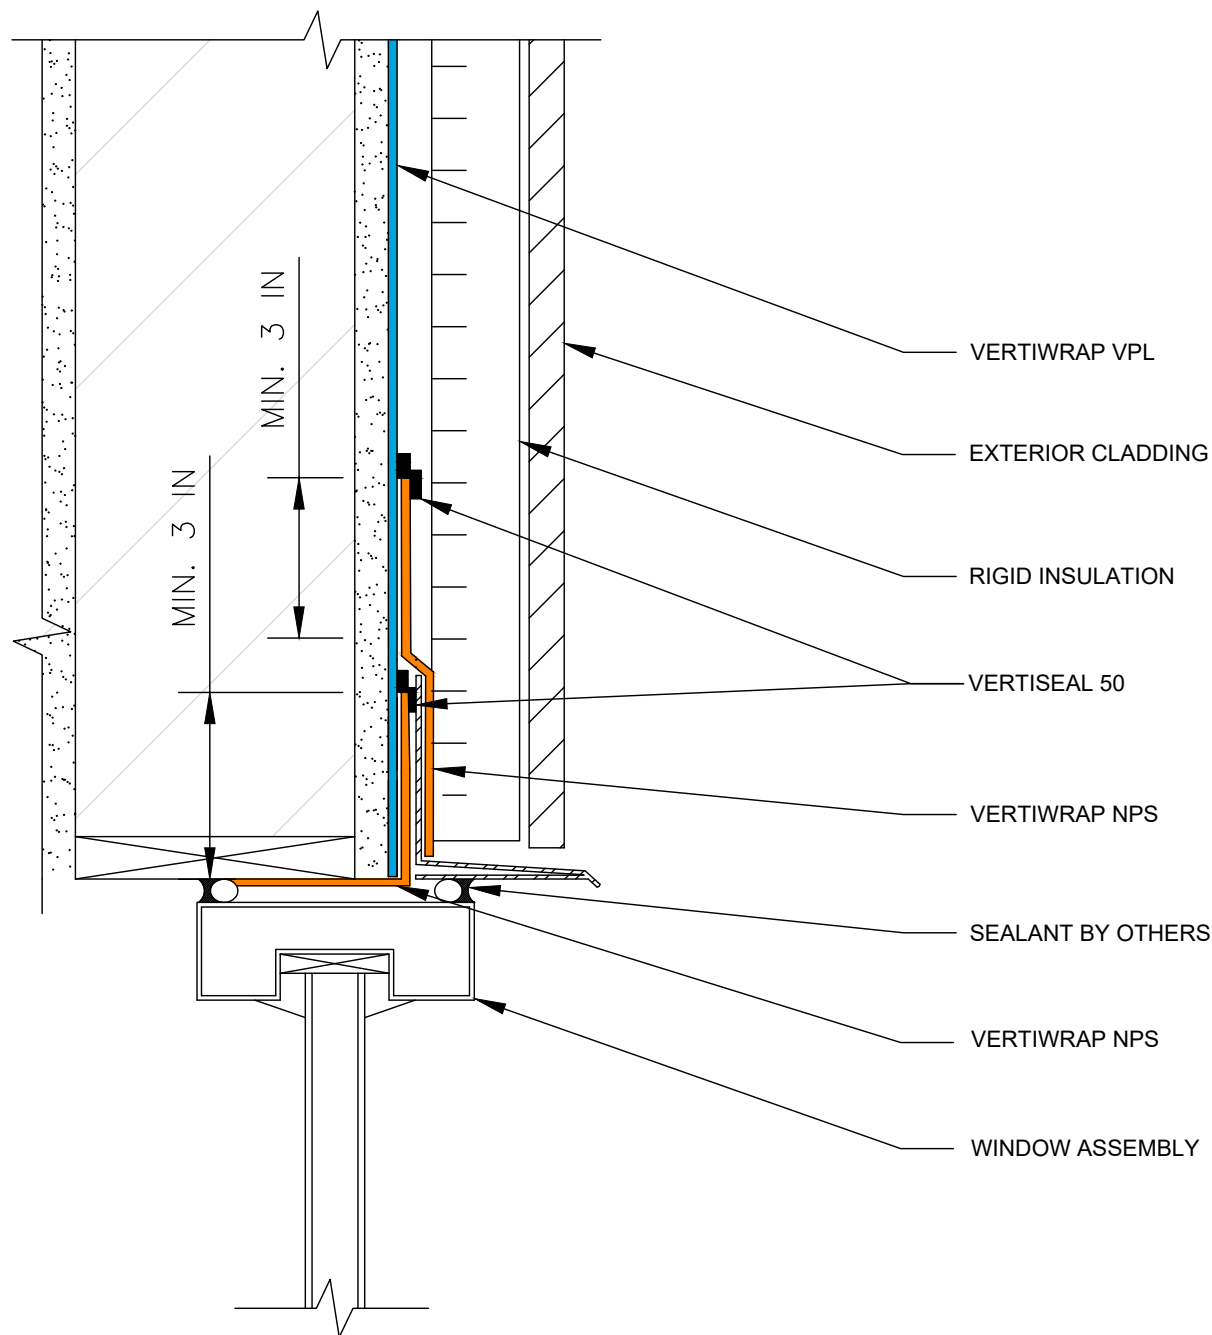 MIN. 3 IN
MIN. 3 IN
VERTIWRAP VPL
EXTERIOR CLADDING
RIGID INSULATION
VERTISEAL 50
VERTIWRAP NPS
SEALANT BY OTHERS
VERTIWRAP NPS
WINDOW ASSEMBLY